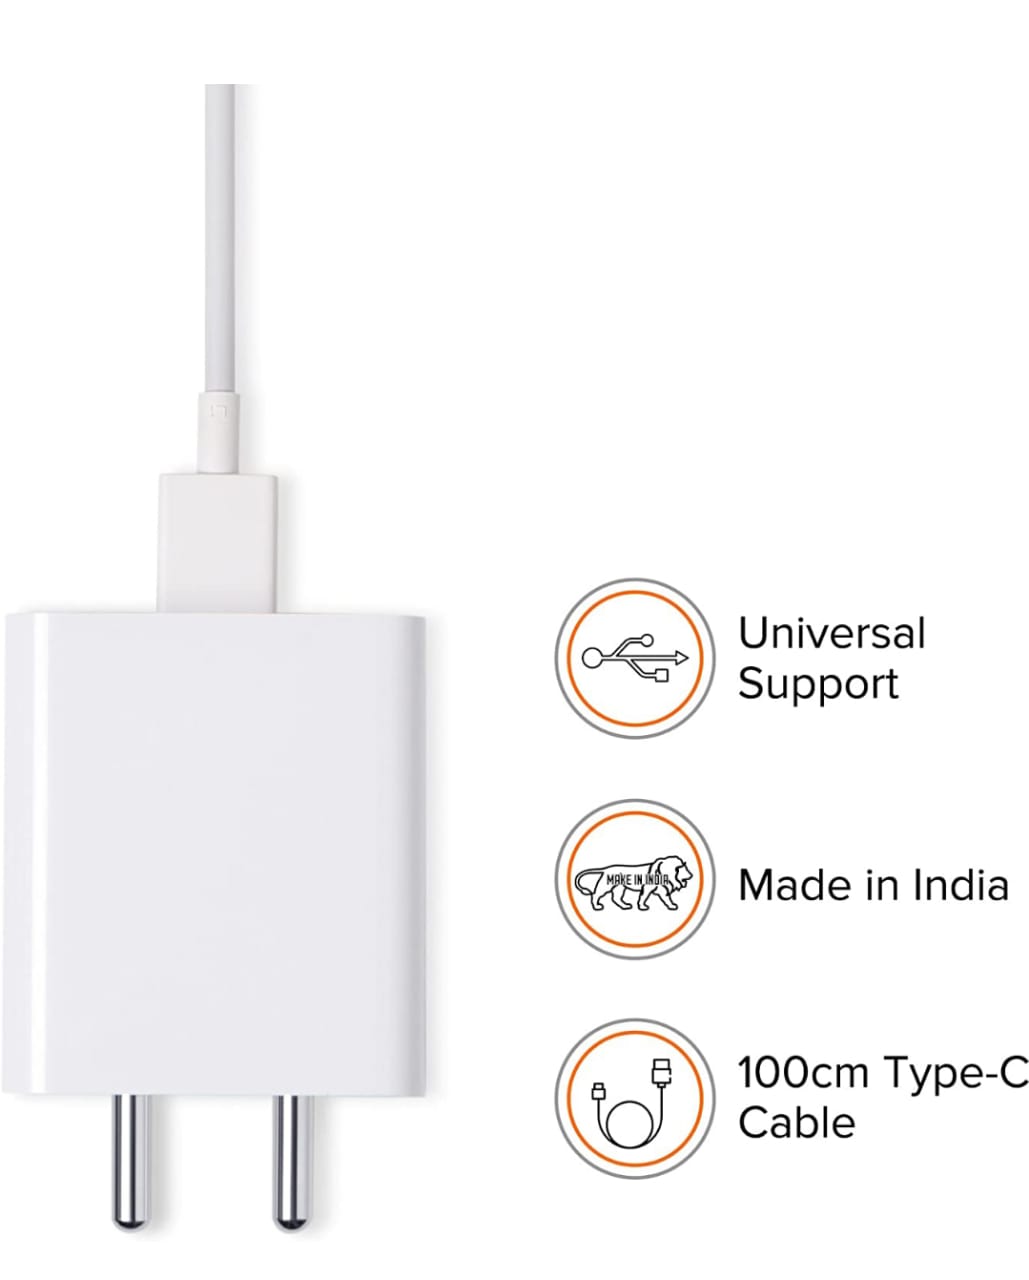 Universal
Support
MAKE IN INDIA
Made in India
100cm Type-C
Cable